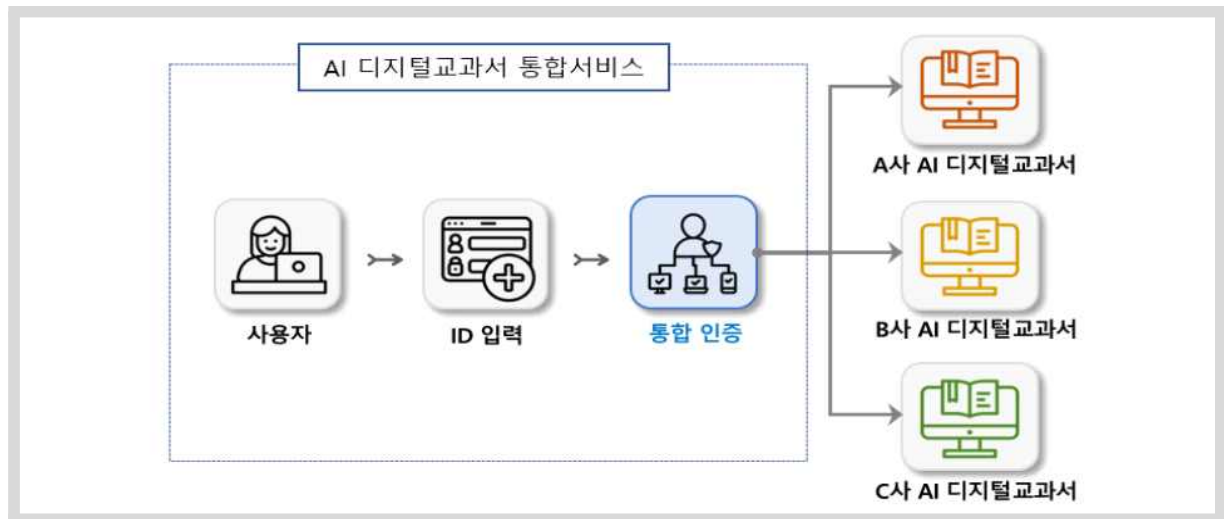 AI 디지털교과서 통합서비스
사용자
ID 입력
통합 인증
A사 AI 디지털교과서
B사 AI 디지털교과서
C사 AI 디지털교과서